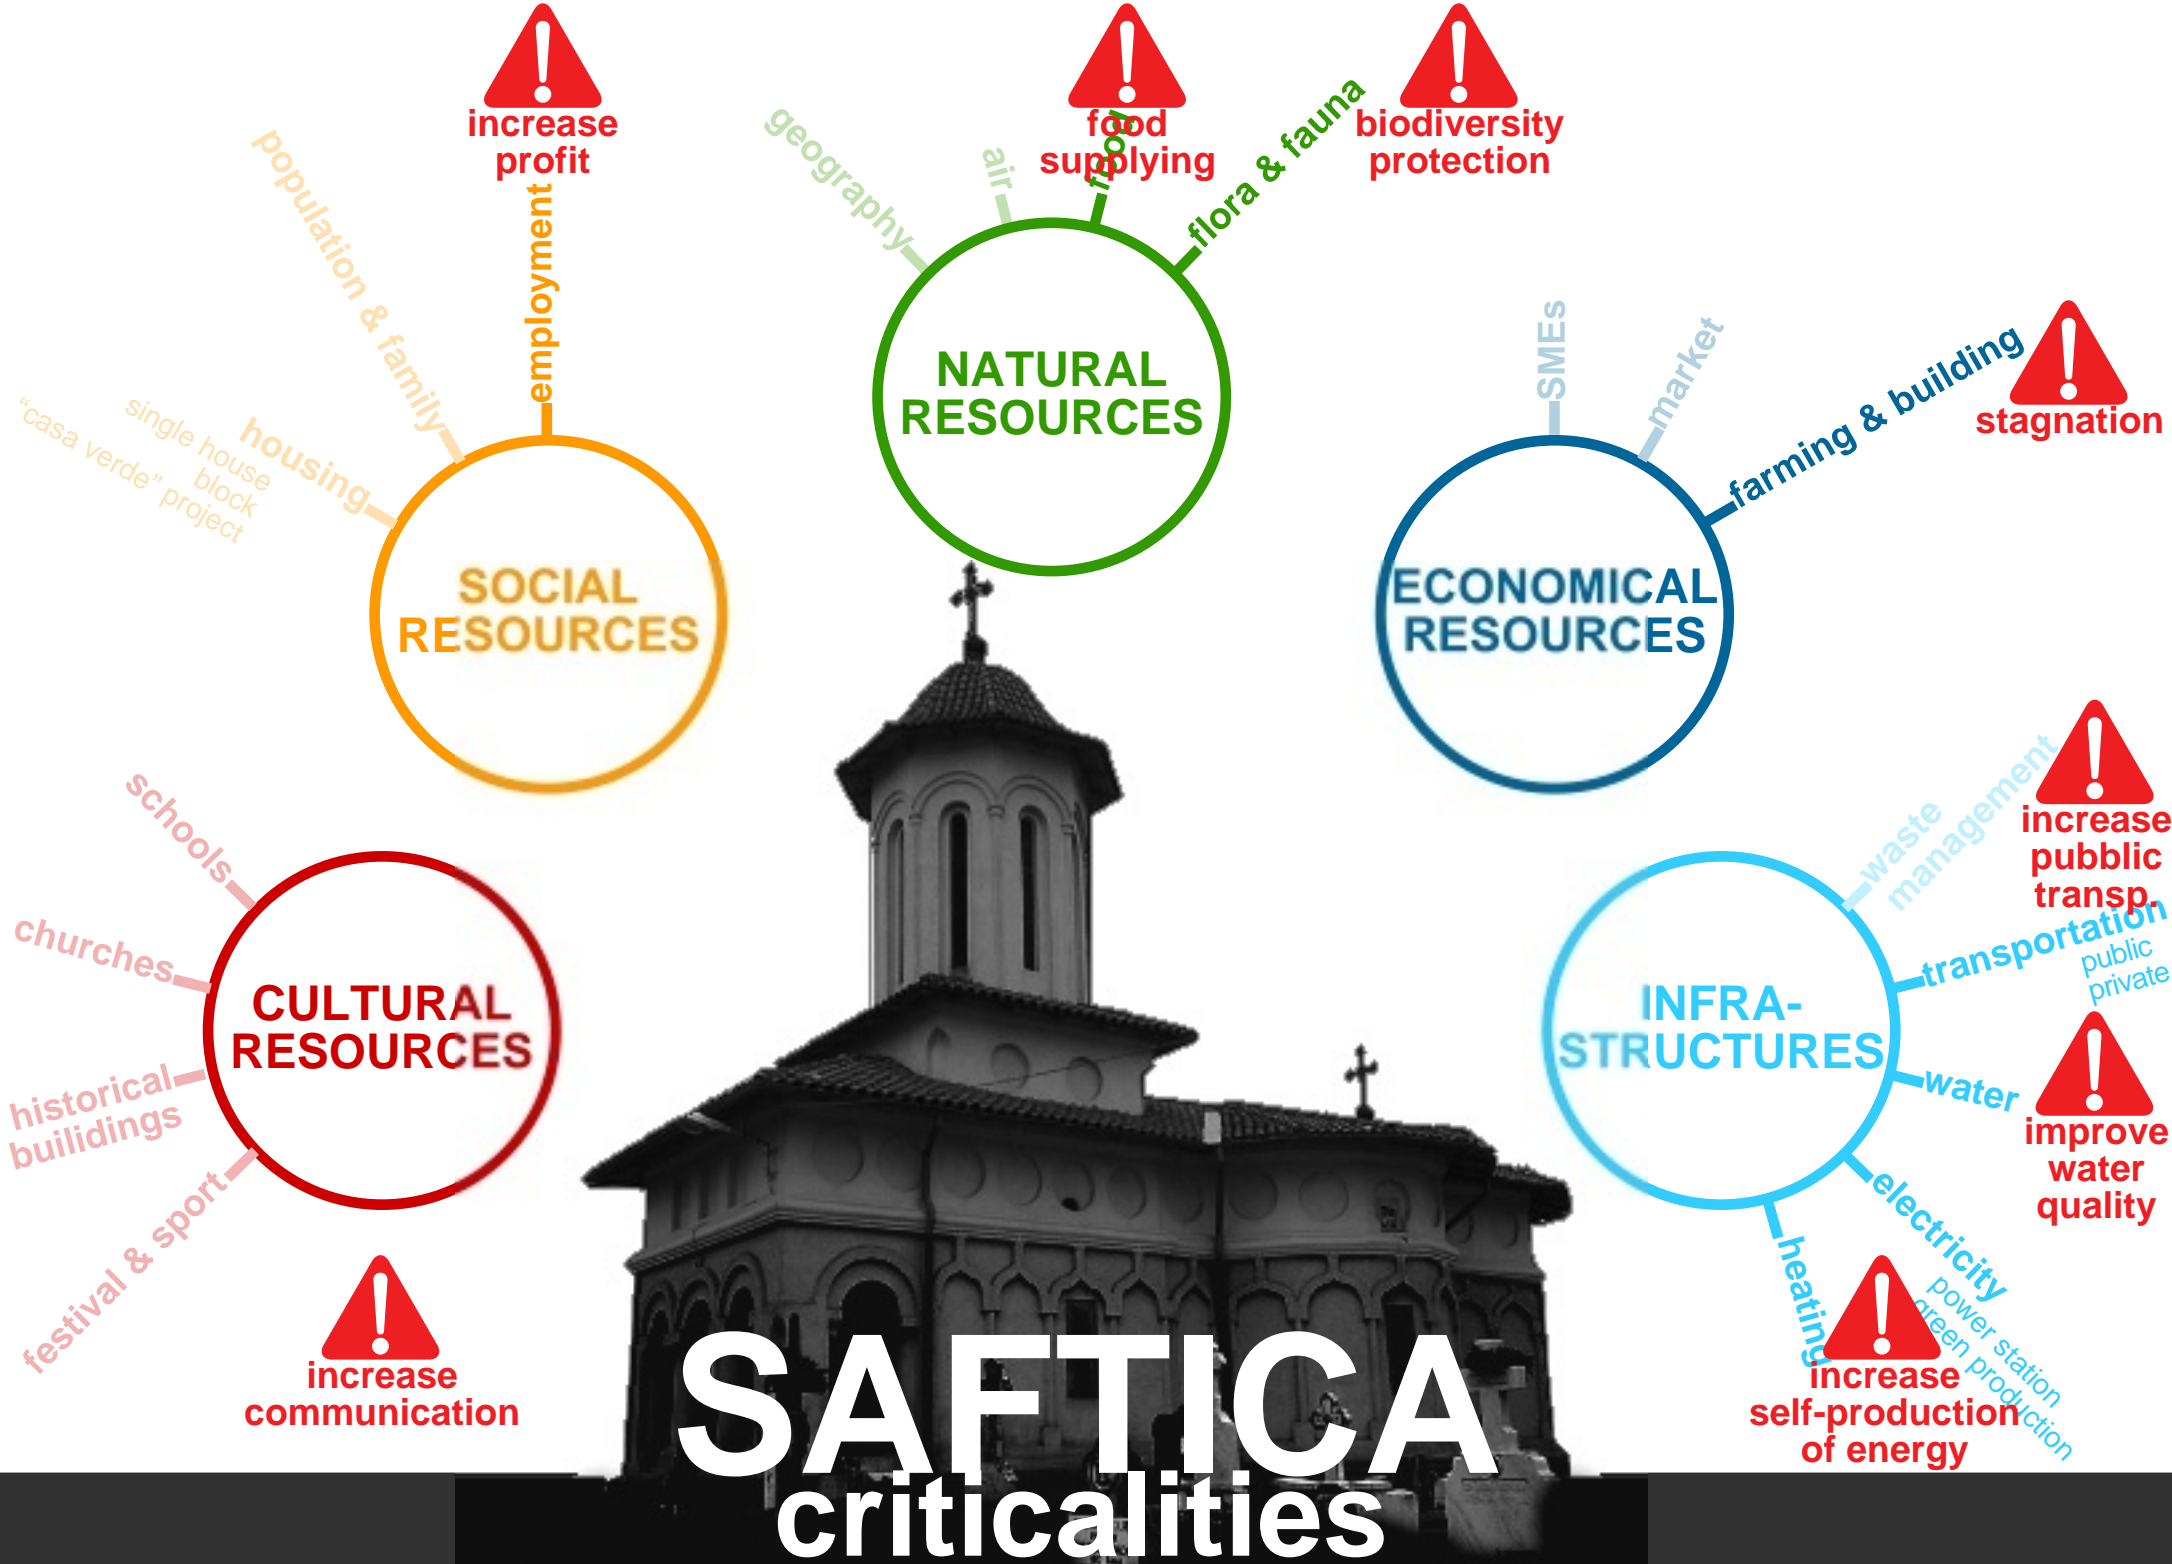 increase
profit
employment
population & family
housing
single house
block
“casa verde” project
SOCIAL
RESOURCES
geography
air
food
flora & fauna
food
supplying
biodiversity
protection
NATURAL
RESOURCES
SMEs
market
farming & building
stagnation
ECONOMICAL
RESOURCES
schools
churches
historical
builidings
festival & sport
CULTURAL
RESOURCES
increase
communication
waste
management
increase
pubblic
transp.
transportation
public
private
water
improve
water
quality
electricity
power station
green production
heating
increase
self-production
of energy
INFRA-
STRUCTURES
SAFTICA
criticalities